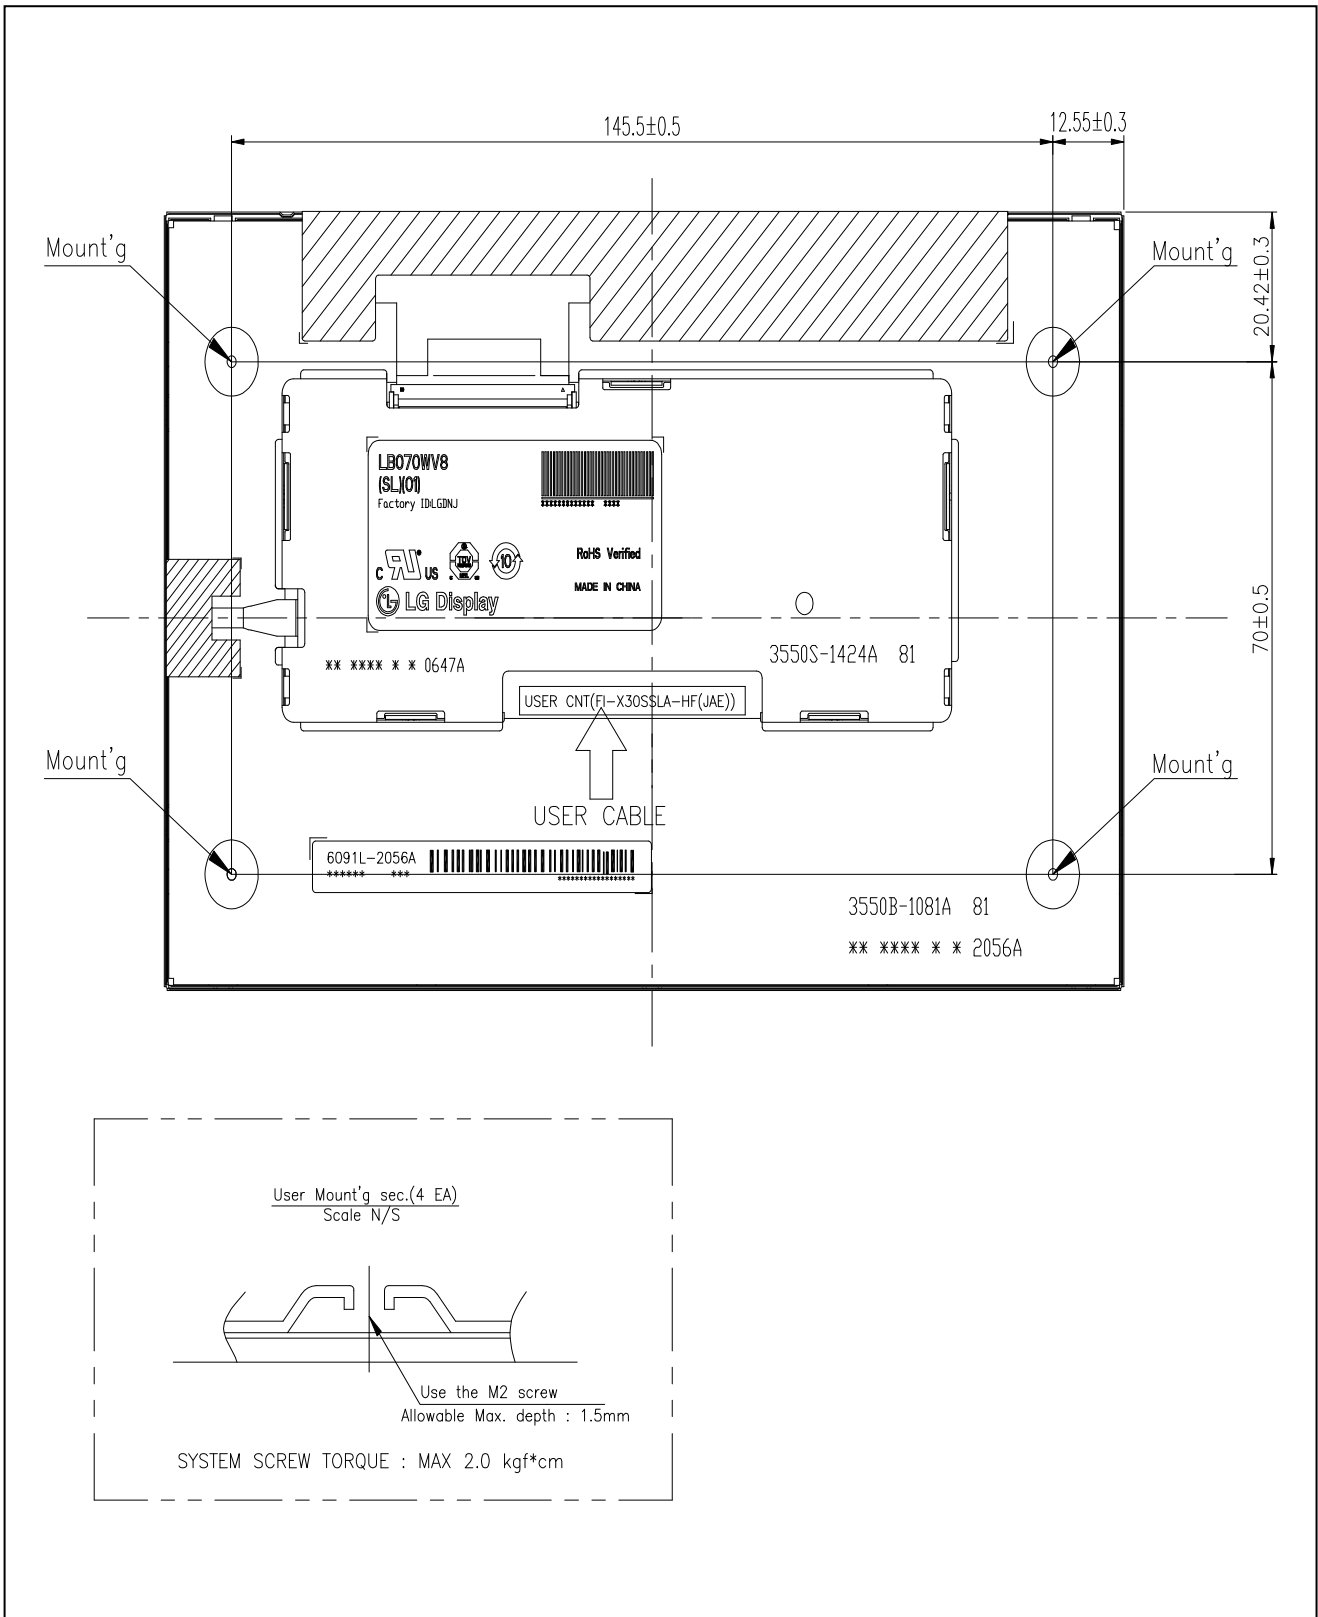 145.5±0.5
12.55±0.3
Mount'g
Mount'g
20.42±0.3
LB070WV8
(SL)(01)
Factory ID:LGDNJ
************* ****
RoHS Verified
C US
10
MADE IN CHINA
LG Display
70±0.5
3550S-1424A 81
** **** * * 0647A
USER CNT(FI-X30SSLA-HF(JAE))
Mount'g
Mount'g
USER CABLE
6091L-2056A
****** ***
3550B-1081A 81
** **** * * 2056A
User Mount'g sec.(4 EA)
Scale N/S
Use the M2 screw
Allowable Max. depth : 1.5mm
SYSTEM SCREW TORQUE : MAX 2.0 kgf*cm